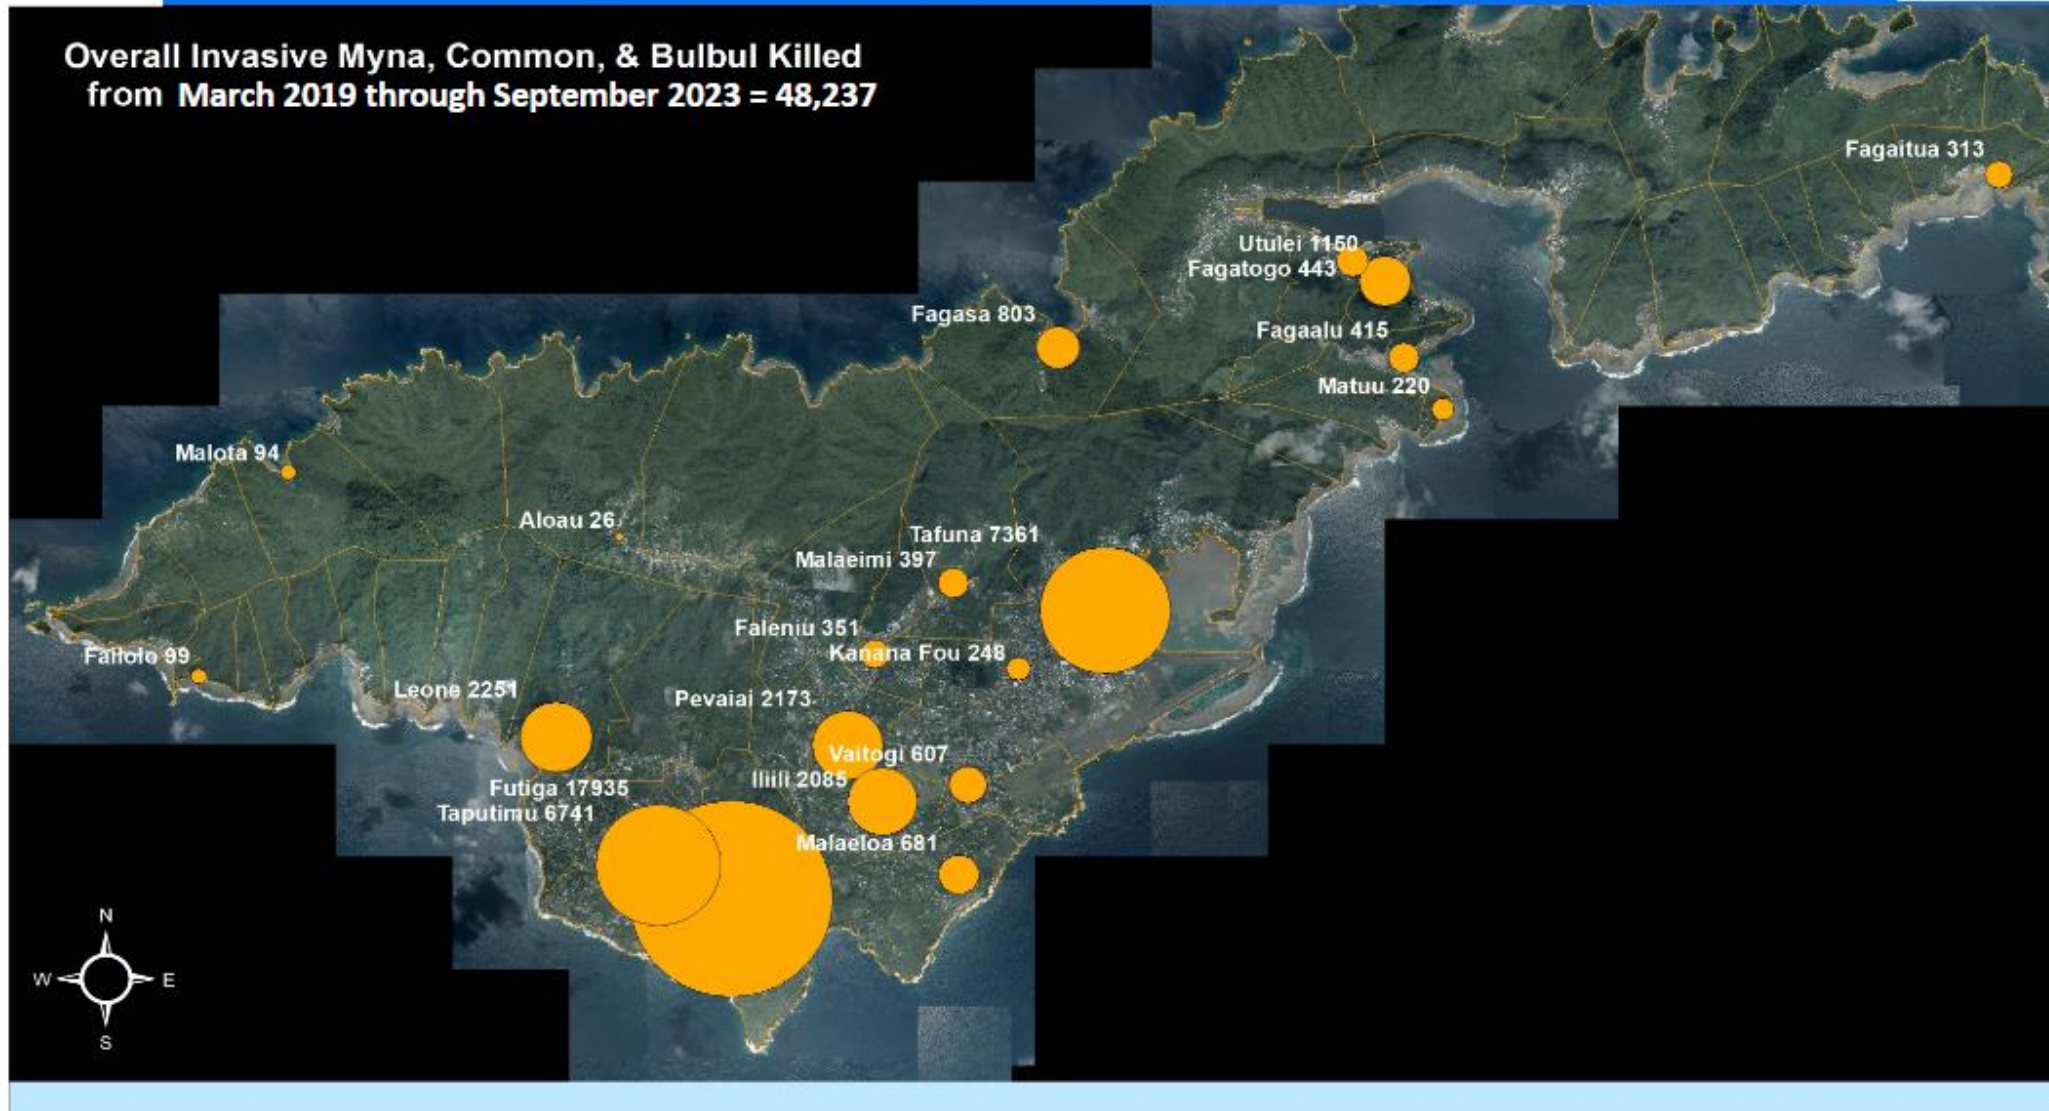 Overall Invasive Myna, Common, & Bulbul Killed
from March 2019 through September 2023 = 48,237
Fagaitua 313
Utulei 1150
Fagatogo 443
Fagasa 803
Fagaalu 415
Matuu 220
Malota 94
Aloau 26
Tafuna 7361
Malaeimi 397
Faleniu 351
Kanana Fou 248
Failolo 99
Leone 2251
Pevaiai 2173
Vaitogi 607
Iliili 2085
Futiga 17935
Taputimu 6741
Malaeloa 681
N
W E
S